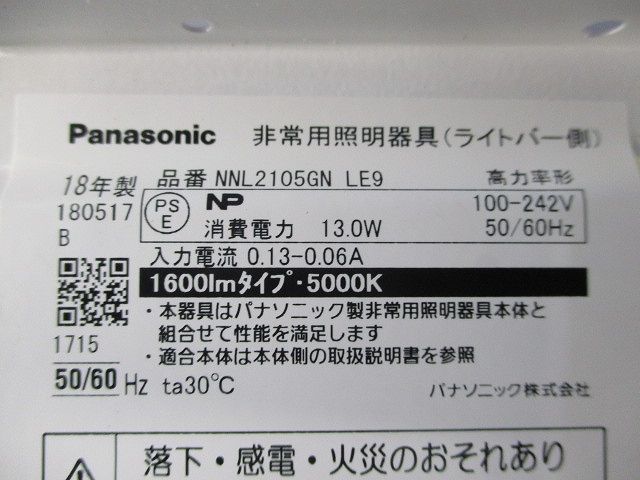 Panasonic 非常用照明器具(ライトバー側)
18年製 品番 NNL2105GN LE9 高力率形
180517 PS E NP 100-242V
B 消費電力 13.0W 50/60Hz
入力電流 0.13-0.06A
1600lmタイプ・5000K
・本器具はパナソニック製非常用照明器具本体と
組合せて性能を満足します
1715 ・適合本体は本体側の取扱説明書を参照
50/60 Hz ta30℃ パナソニック株式会社
落下・感電・火災のおそれあり